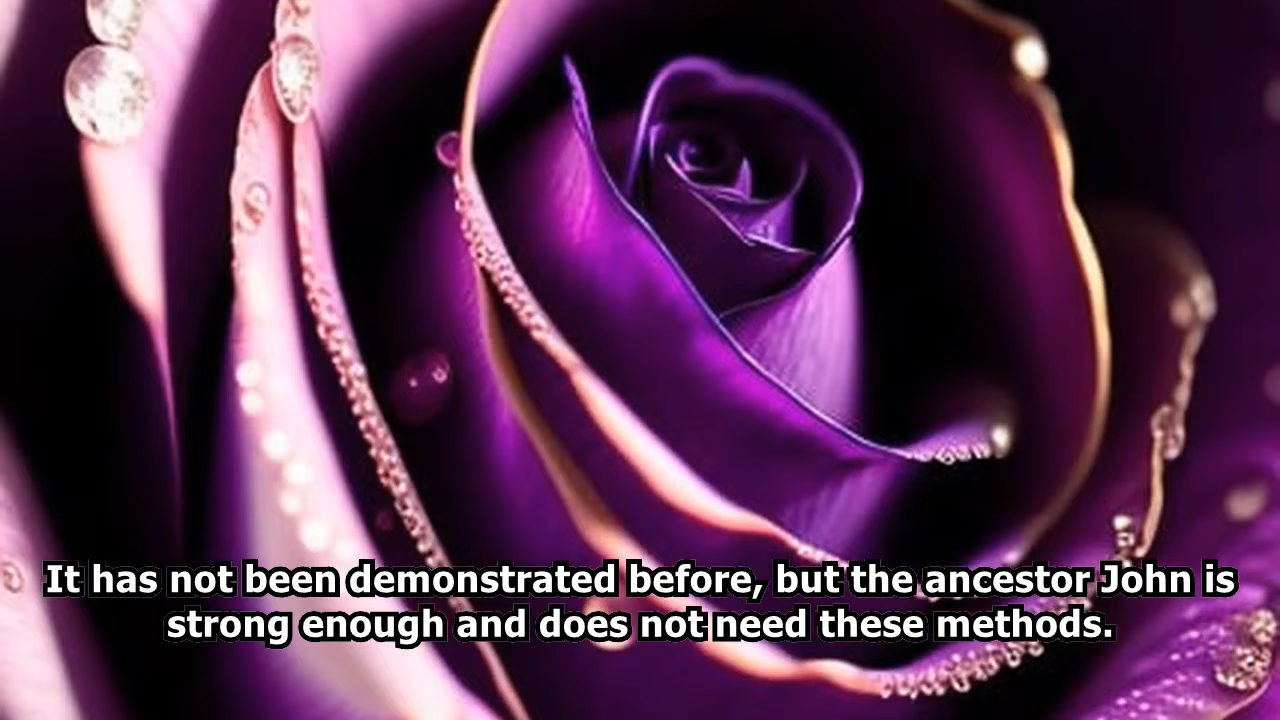 It has not been demonstrated before, but the ancestor John is
strong enough and does not need these methods.